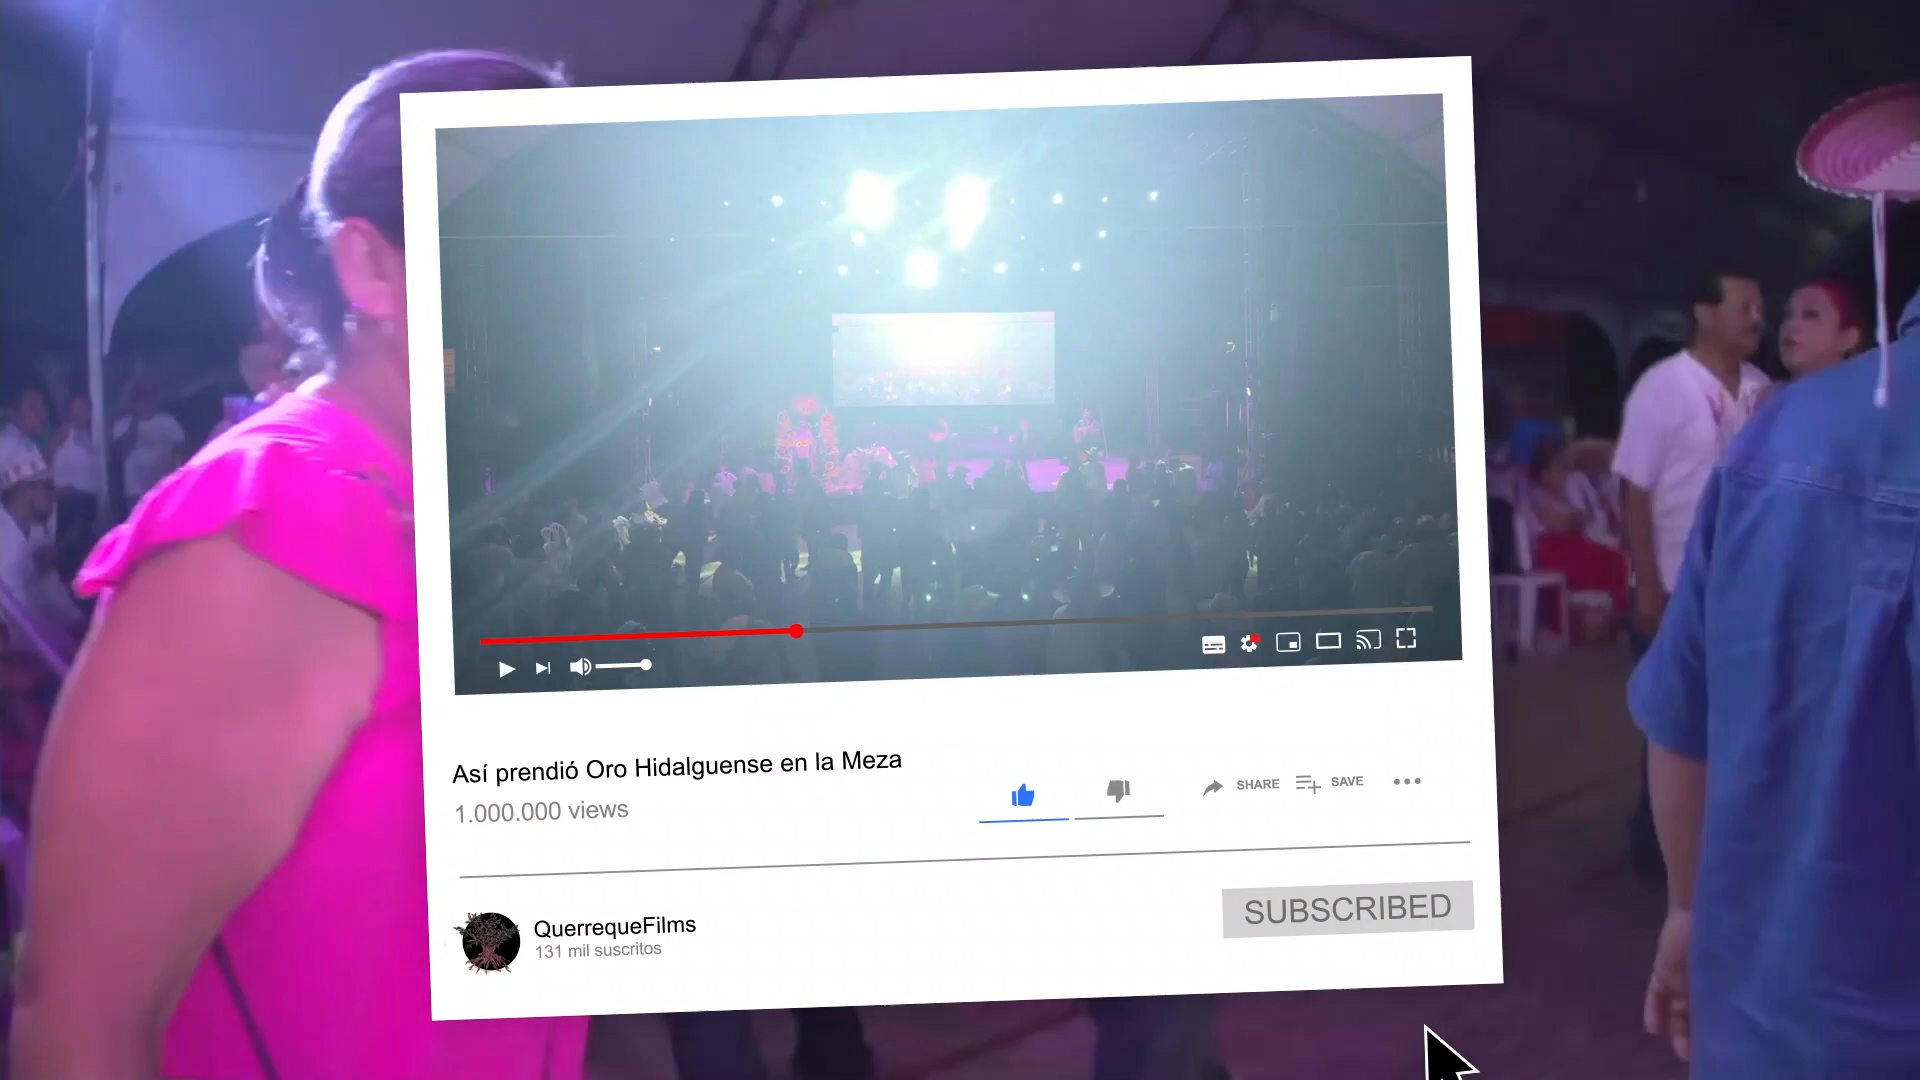 Así prendió Oro Hidalguense en la Meza
1.000.000 views
SHARE
SAVE
QuerrequeFilms
131 mil suscritos
SUBSCRIBED